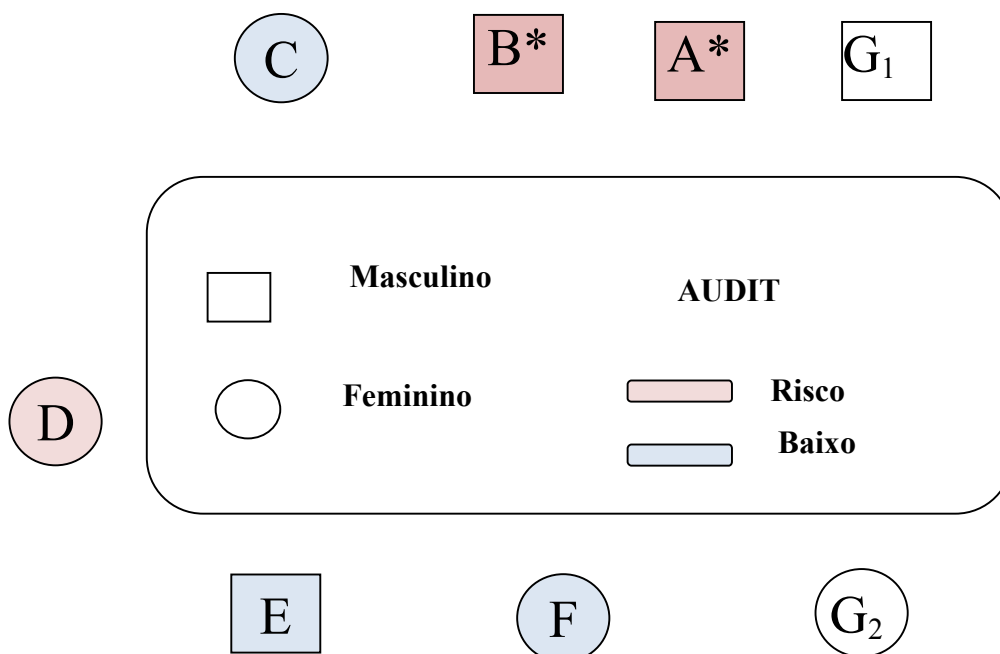 C B* A* G₁
Masculino AUDIT
Feminino Risco
D Baixo
E F G₂